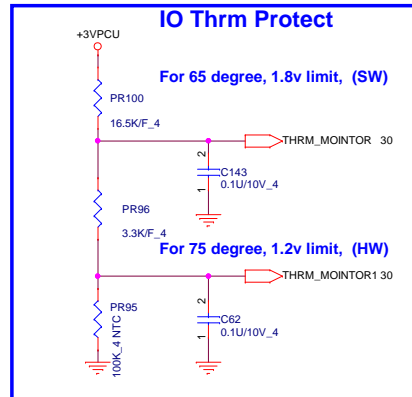 IO Thrm Protect
+3VPCU
For 65 degree, 1.8v limit, (SW)
PR100
16.5K/F_4
THRM_MOINTOR 30
2
C143
1
0.1U/10V_4
PR96
3.3K/F_4
For 75 degree, 1.2v limit, (HW)
THRM_MOINTOR1 30
PR95
100K_4 NTC
2
C62
1
0.1U/10V_4